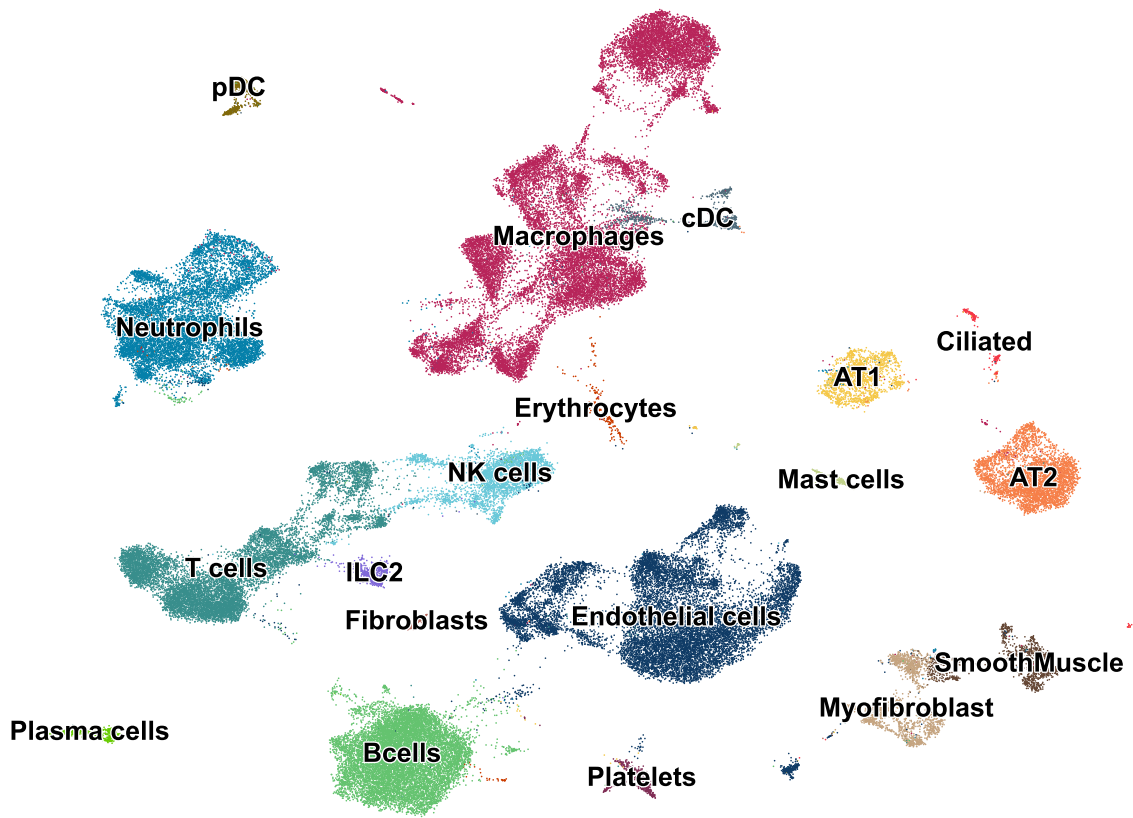 pDC
cDC
Macrophages
Neutrophils
Ciliated
AT1
Erythrocytes
NK cells
Mast cells
AT2
T cells
ILC2
Fibroblasts
Endothelial cells
SmoothMuscle
Myofibroblast
Plasma cells
Bcells
Platelets